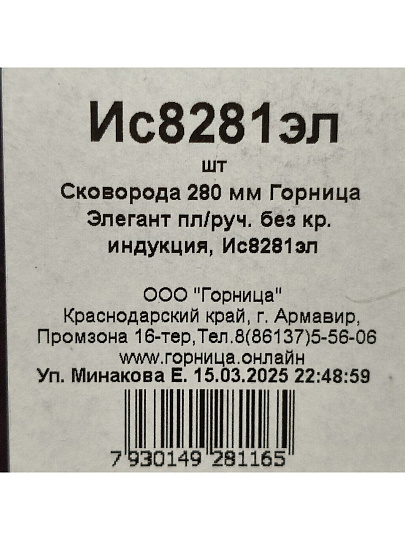 Ис8281эл
шт
Сковорода 280 мм Горница
Элегант пл/руч. без кр.
индукция, Ис8281эл
ООО "Горница"
Краснодарский край, г. Армавир,
Промзона 16-тер,Тел.8(86137)5-56-06
www.горница.онлайн
Уп. Минакова Е. 15.03.2025 22:48:59
7 930149 281165